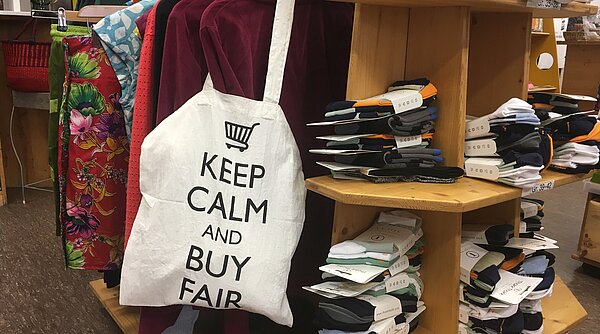 KEEP
CALM
AND
BUY
FAIR